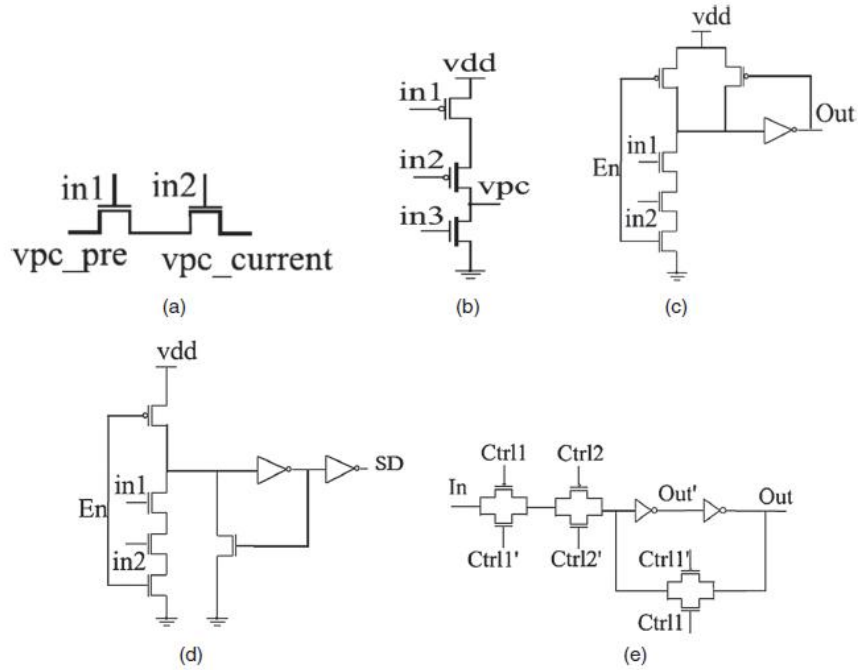 in1
in2
vpc_pre
vpc_current
(a)
vdd
in1
in2
vpc
in3
(b)
vdd
Out
in1
En
in2
(c)
vdd
SD
in1
En
in2
(d)
Ctrl1
Ctrl2
In
Out'
Out
Ctrl1'
Ctrl2'
Ctrl1'
Ctrl1
(e)